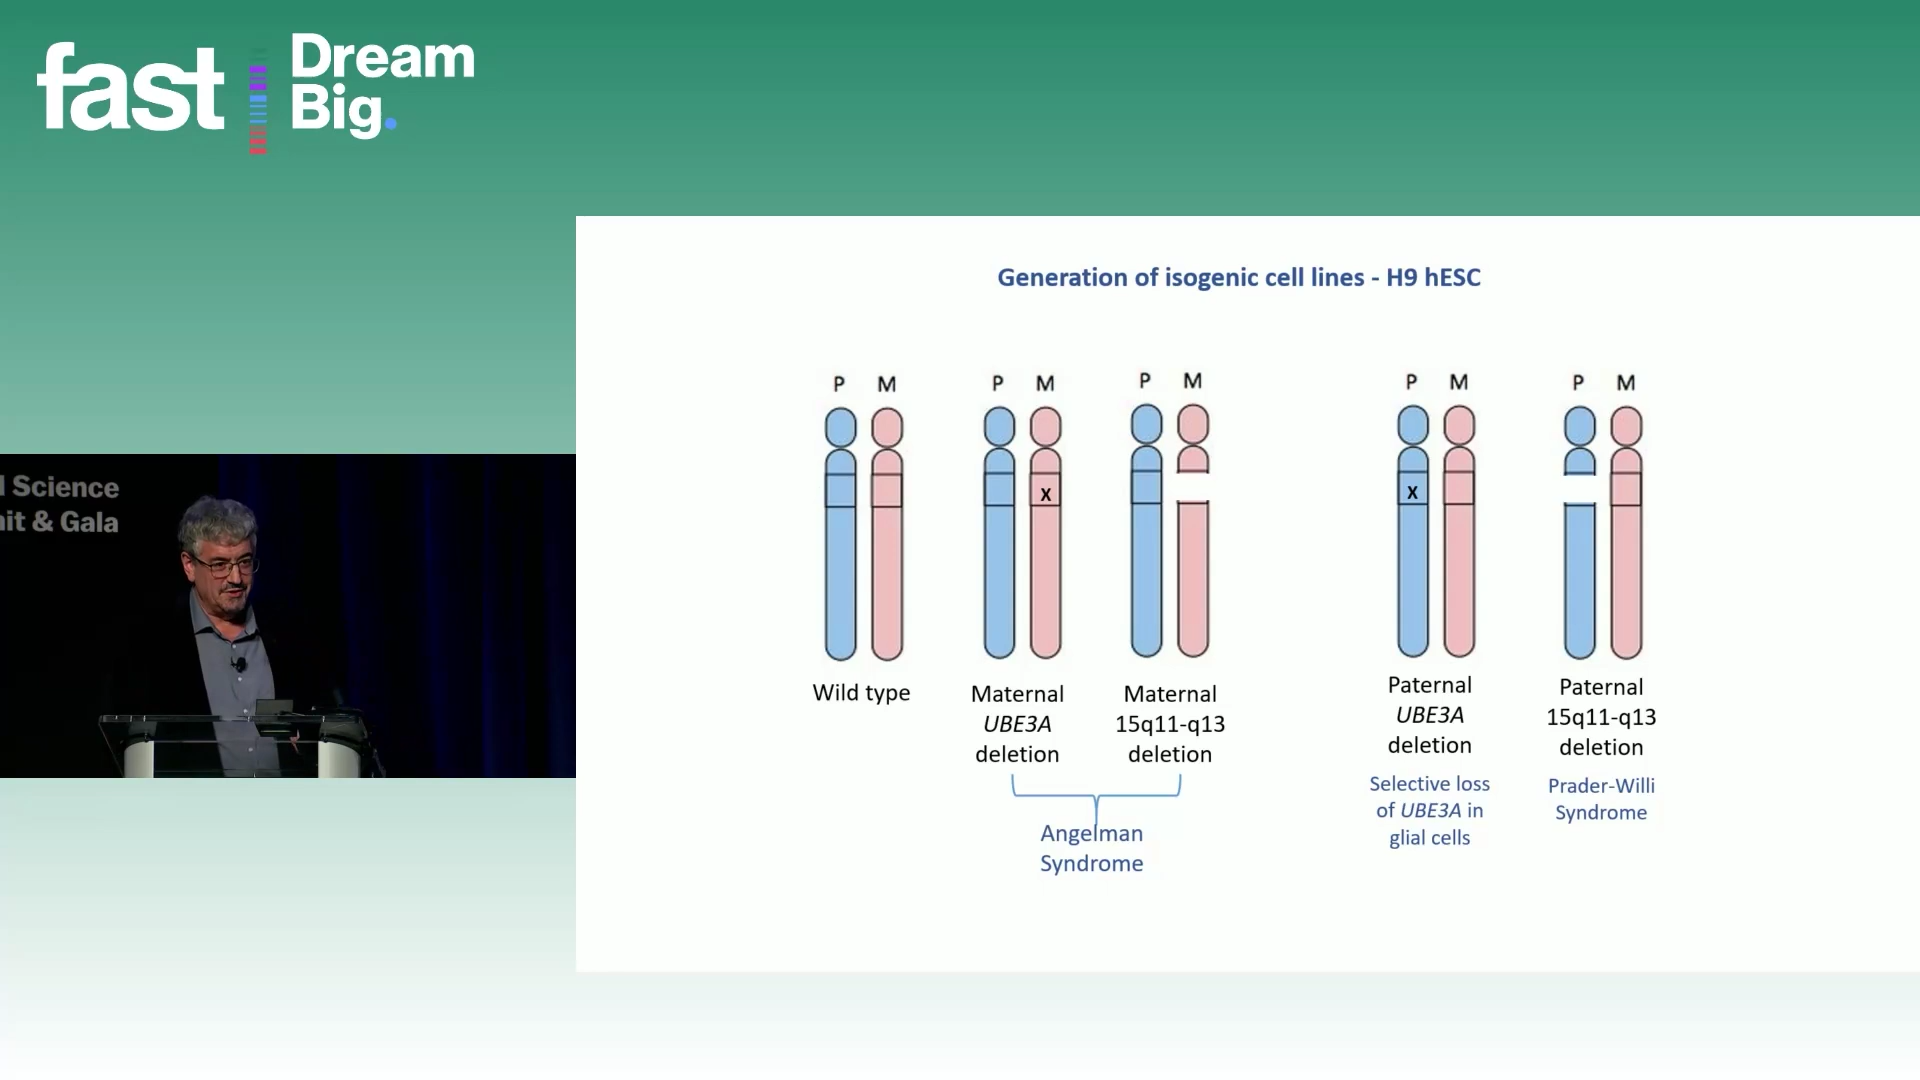 fast
Dream
Big.
l Science
it & Gala
Generation of isogenic cell lines - H9 hESC
P M P M P M P M P M
X
X
Wild type
Maternal
UBE3A
deletion
Maternal
15q11-q13
deletion
Angelman
Syndrome
Paternal
UBE3A
deletion
Selective loss
of UBE3A in
glial cells
Paternal
15q11-q13
deletion
Prader-Willi
Syndrome